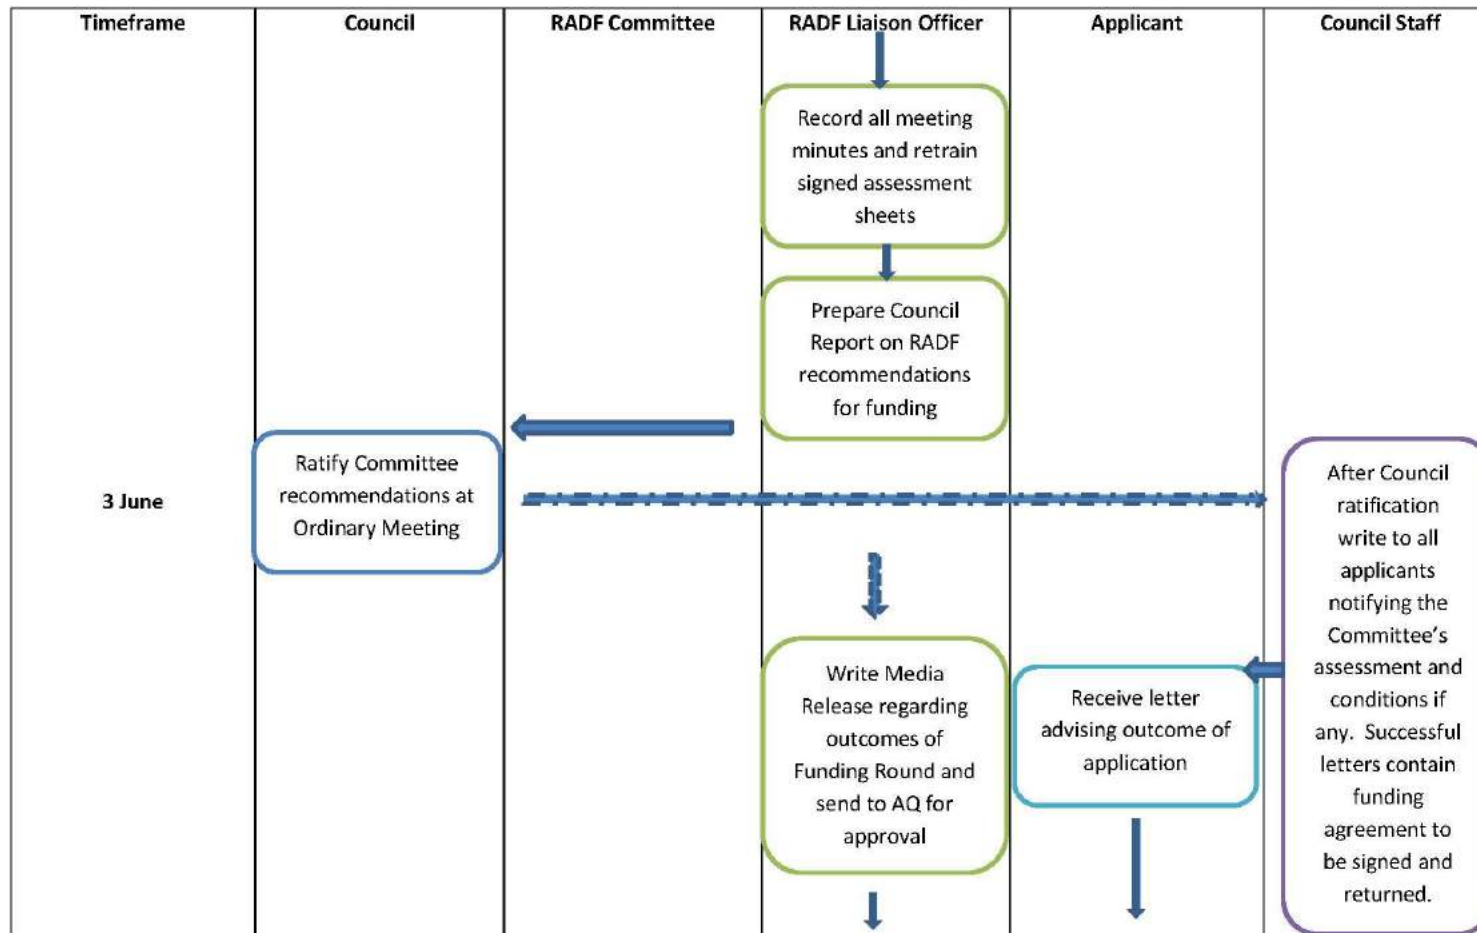 Timeframe
Council
RADF Committee
RADF Liaison Officer
Applicant
Council Staff
Record all meeting
minutes and retrain
signed assessment
sheets
Prepare Council
Report on RADF
recommendations
for funding
3 June
Ratify Committee
recommendations at
Ordinary Meeting
After Council
ratification
write to all
applicants
notifying the
Committee’s
assessment and
conditions if
any. Successful
letters contain
funding
agreement to
be signed and
returned.
Write Media
Release regarding
outcomes of
Funding Round and
send to AQ for
approval
Receive letter
advising outcome of
application